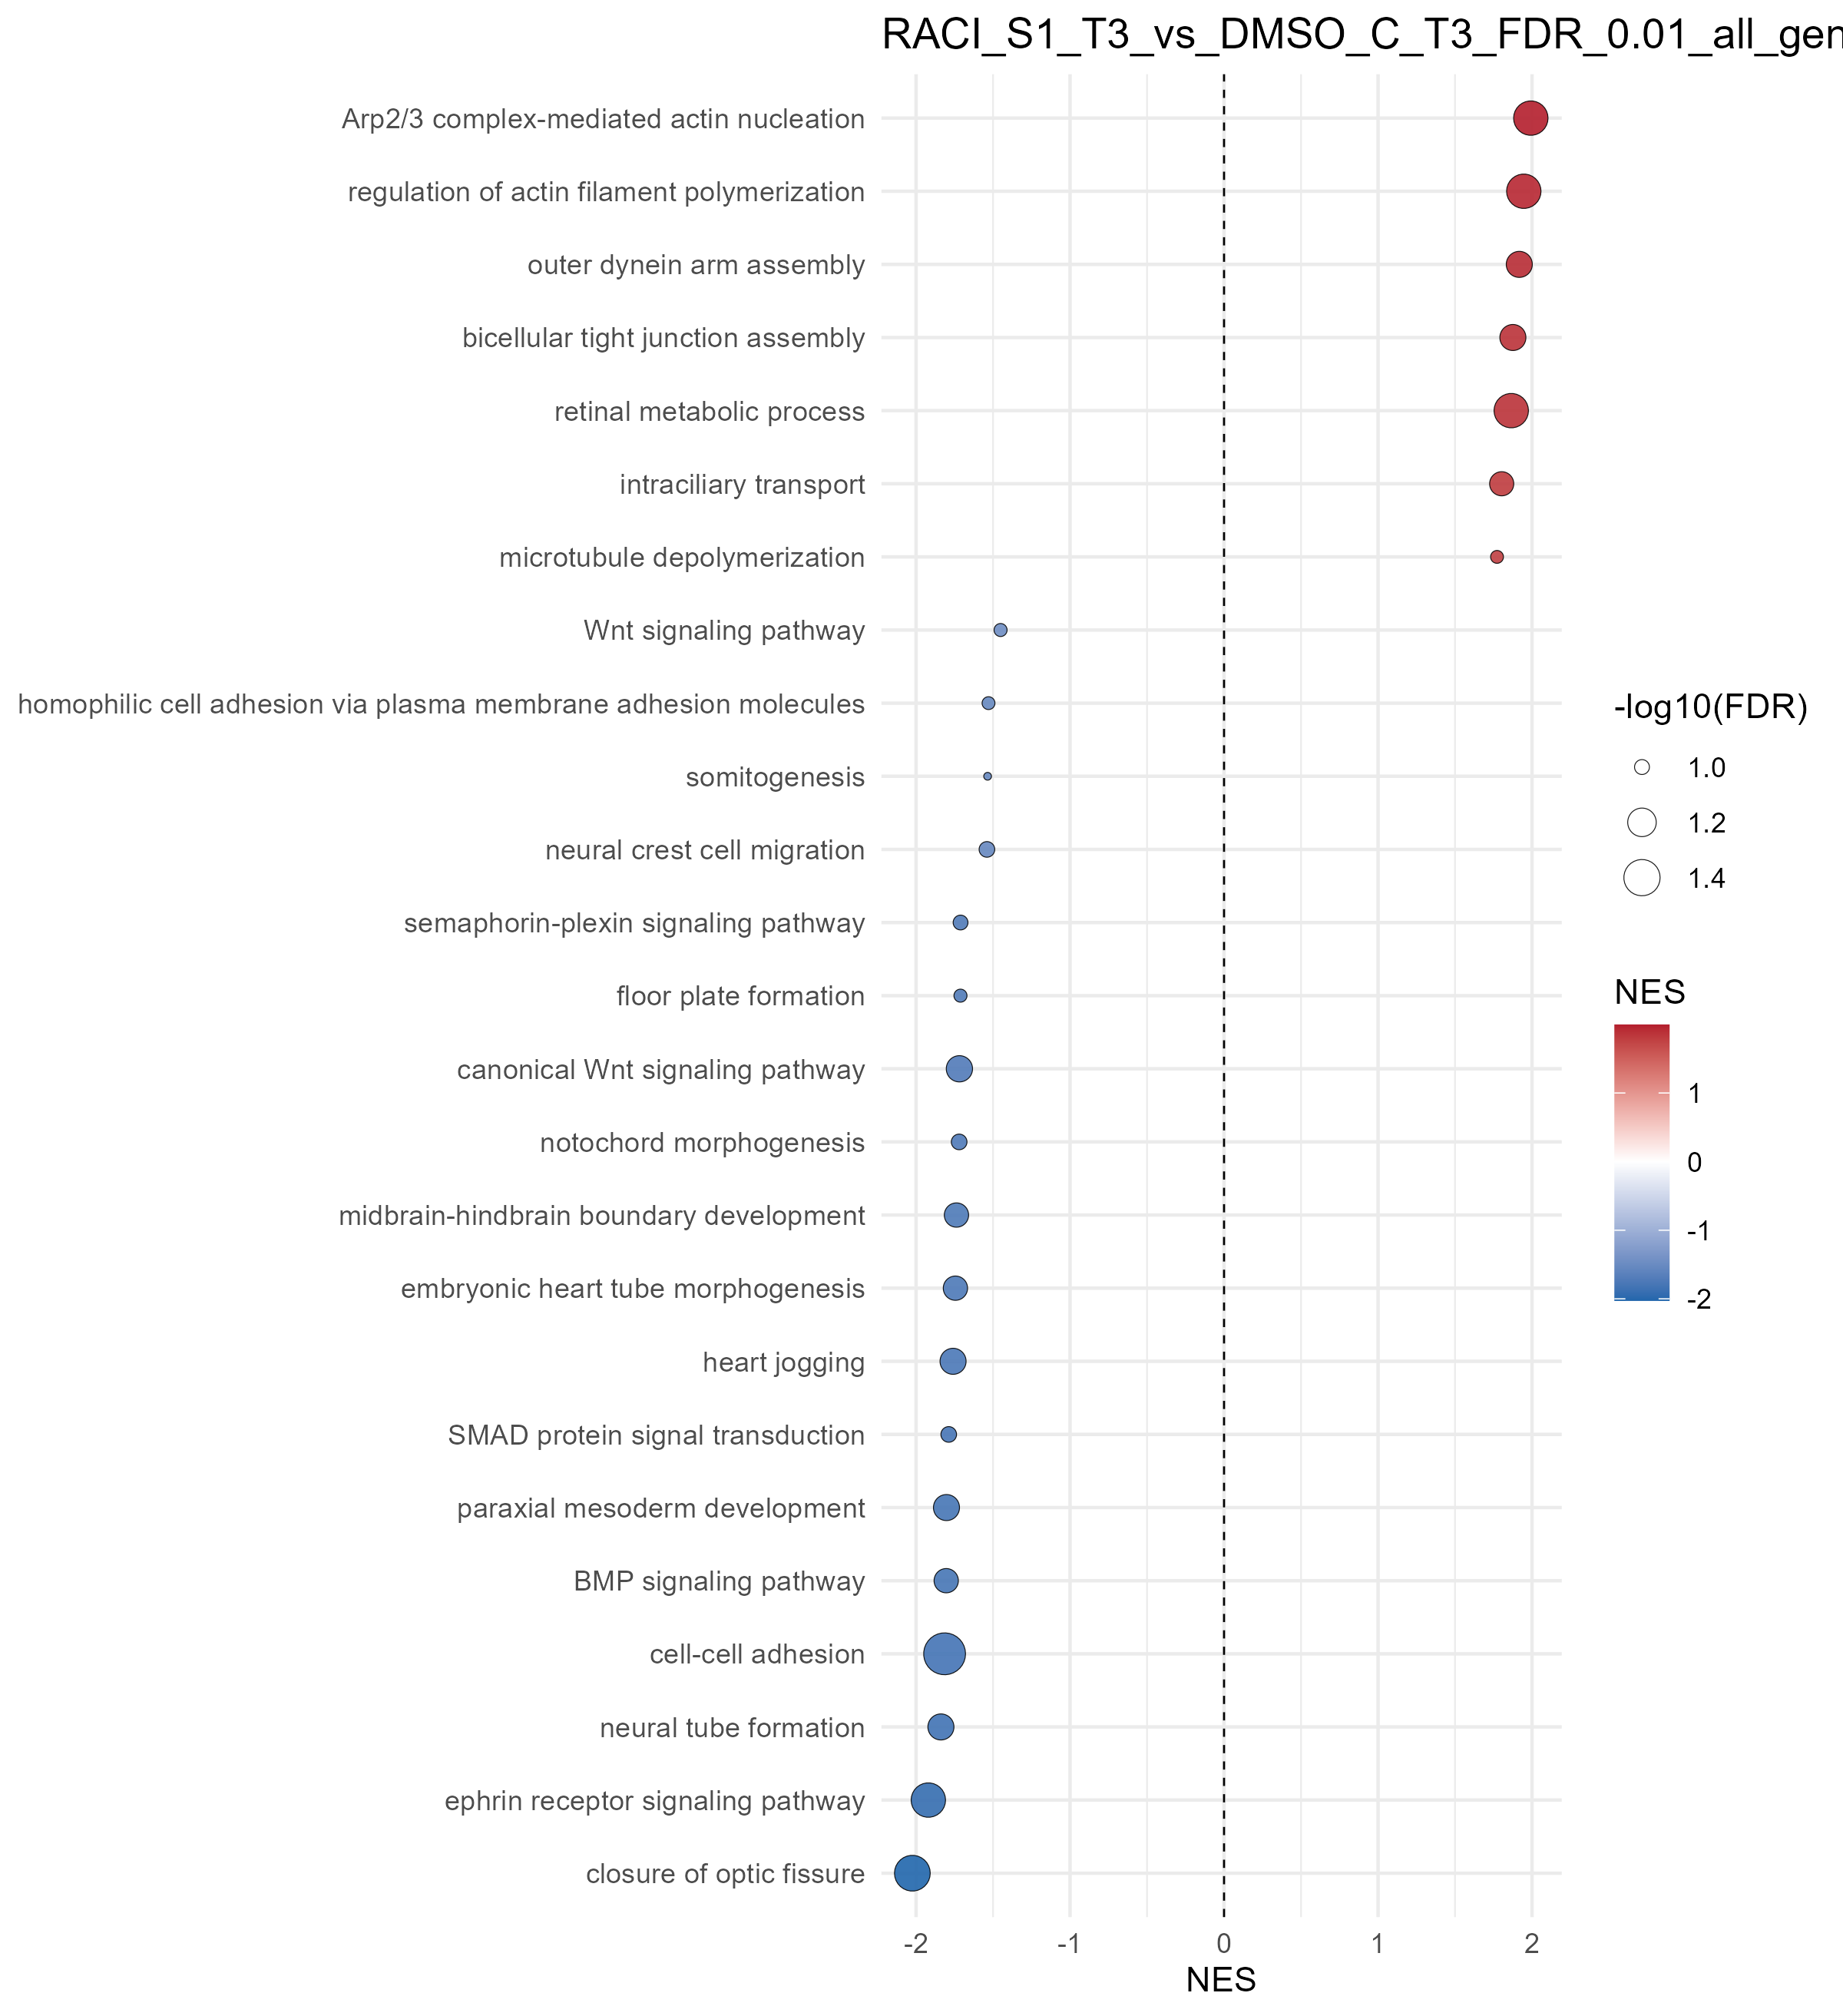 RACI_S1_T3_vs_DMSO_C_T3_FDR_0.01_all_gen
Arp2/3 complex-mediated actin nucleation
regulation of actin filament polymerization
outer dynein arm assembly
bicellular tight junction assembly
retinal metabolic process
intraciliary transport
microtubule depolymerization
Wnt signaling pathway
homophilic cell adhesion via plasma membrane adhesion molecules
somitogenesis
neural crest cell migration
semaphorin-plexin signaling pathway
floor plate formation
canonical Wnt signaling pathway
notochord morphogenesis
midbrain-hindbrain boundary development
embryonic heart tube morphogenesis
heart jogging
SMAD protein signal transduction
paraxial mesoderm development
BMP signaling pathway
cell-cell adhesion
neural tube formation
ephrin receptor signaling pathway
closure of optic fissure
-2 -1 0 1 2
NES
-log10(FDR)
1.0
1.2
1.4
NES
1
0
-1
-2